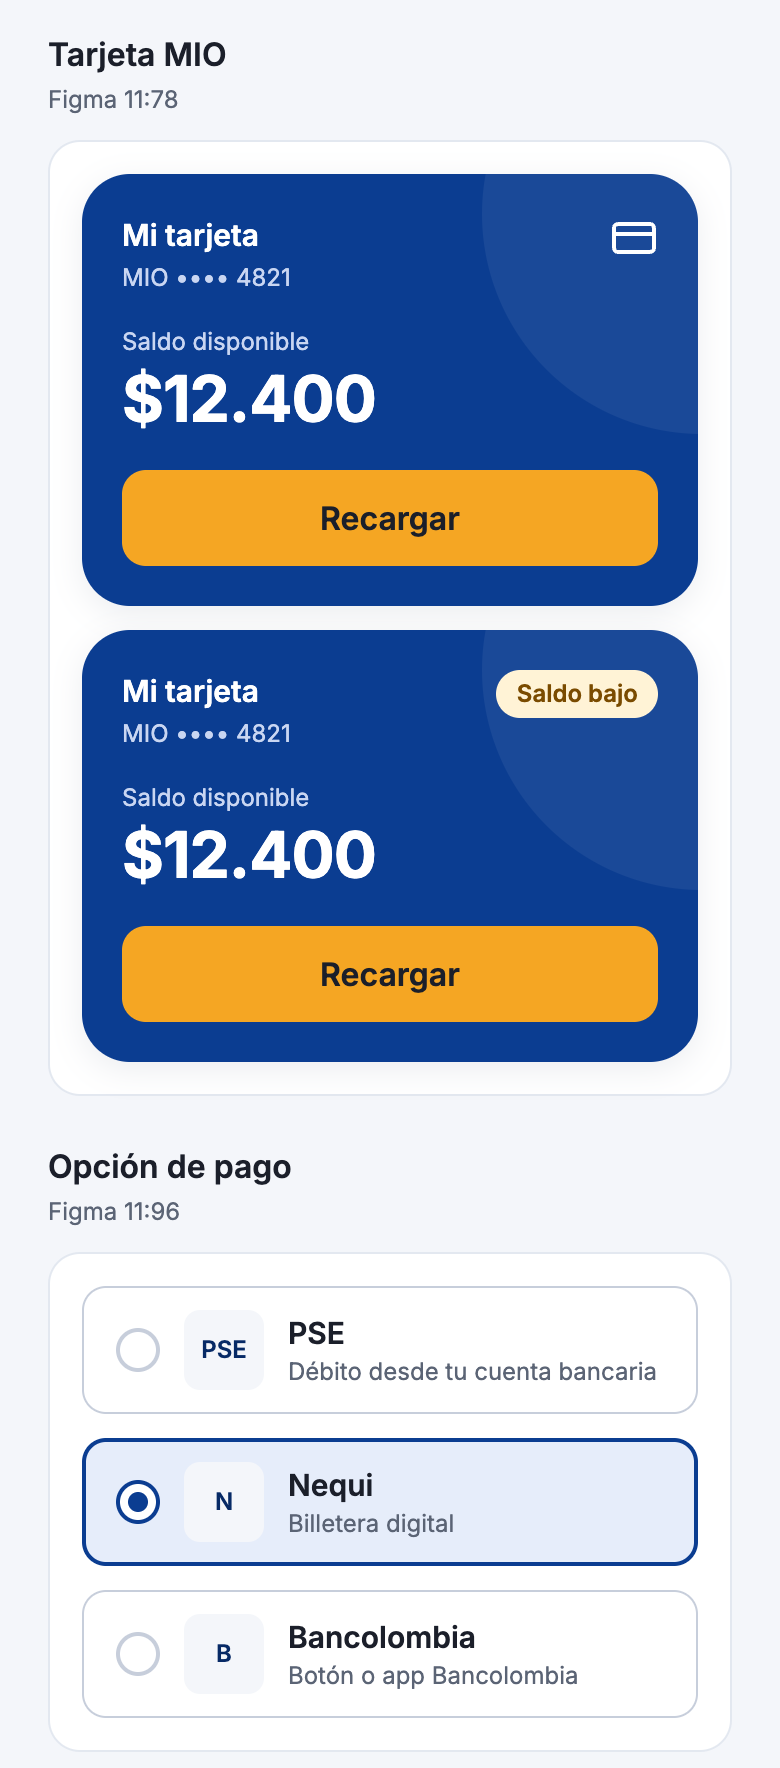 Tarjeta MIO
Figma 11:78
Mi tarjeta
MIO •••• 4821
Saldo disponible
$12.400
Recargar
Mi tarjeta
Saldo bajo
MIO •••• 4821
Saldo disponible
$12.400
Recargar
Opción de pago
Figma 11:96
PSE
PSE
Débito desde tu cuenta bancaria
N
Nequi
Billetera digital
B
Bancolombia
Botón o app Bancolombia